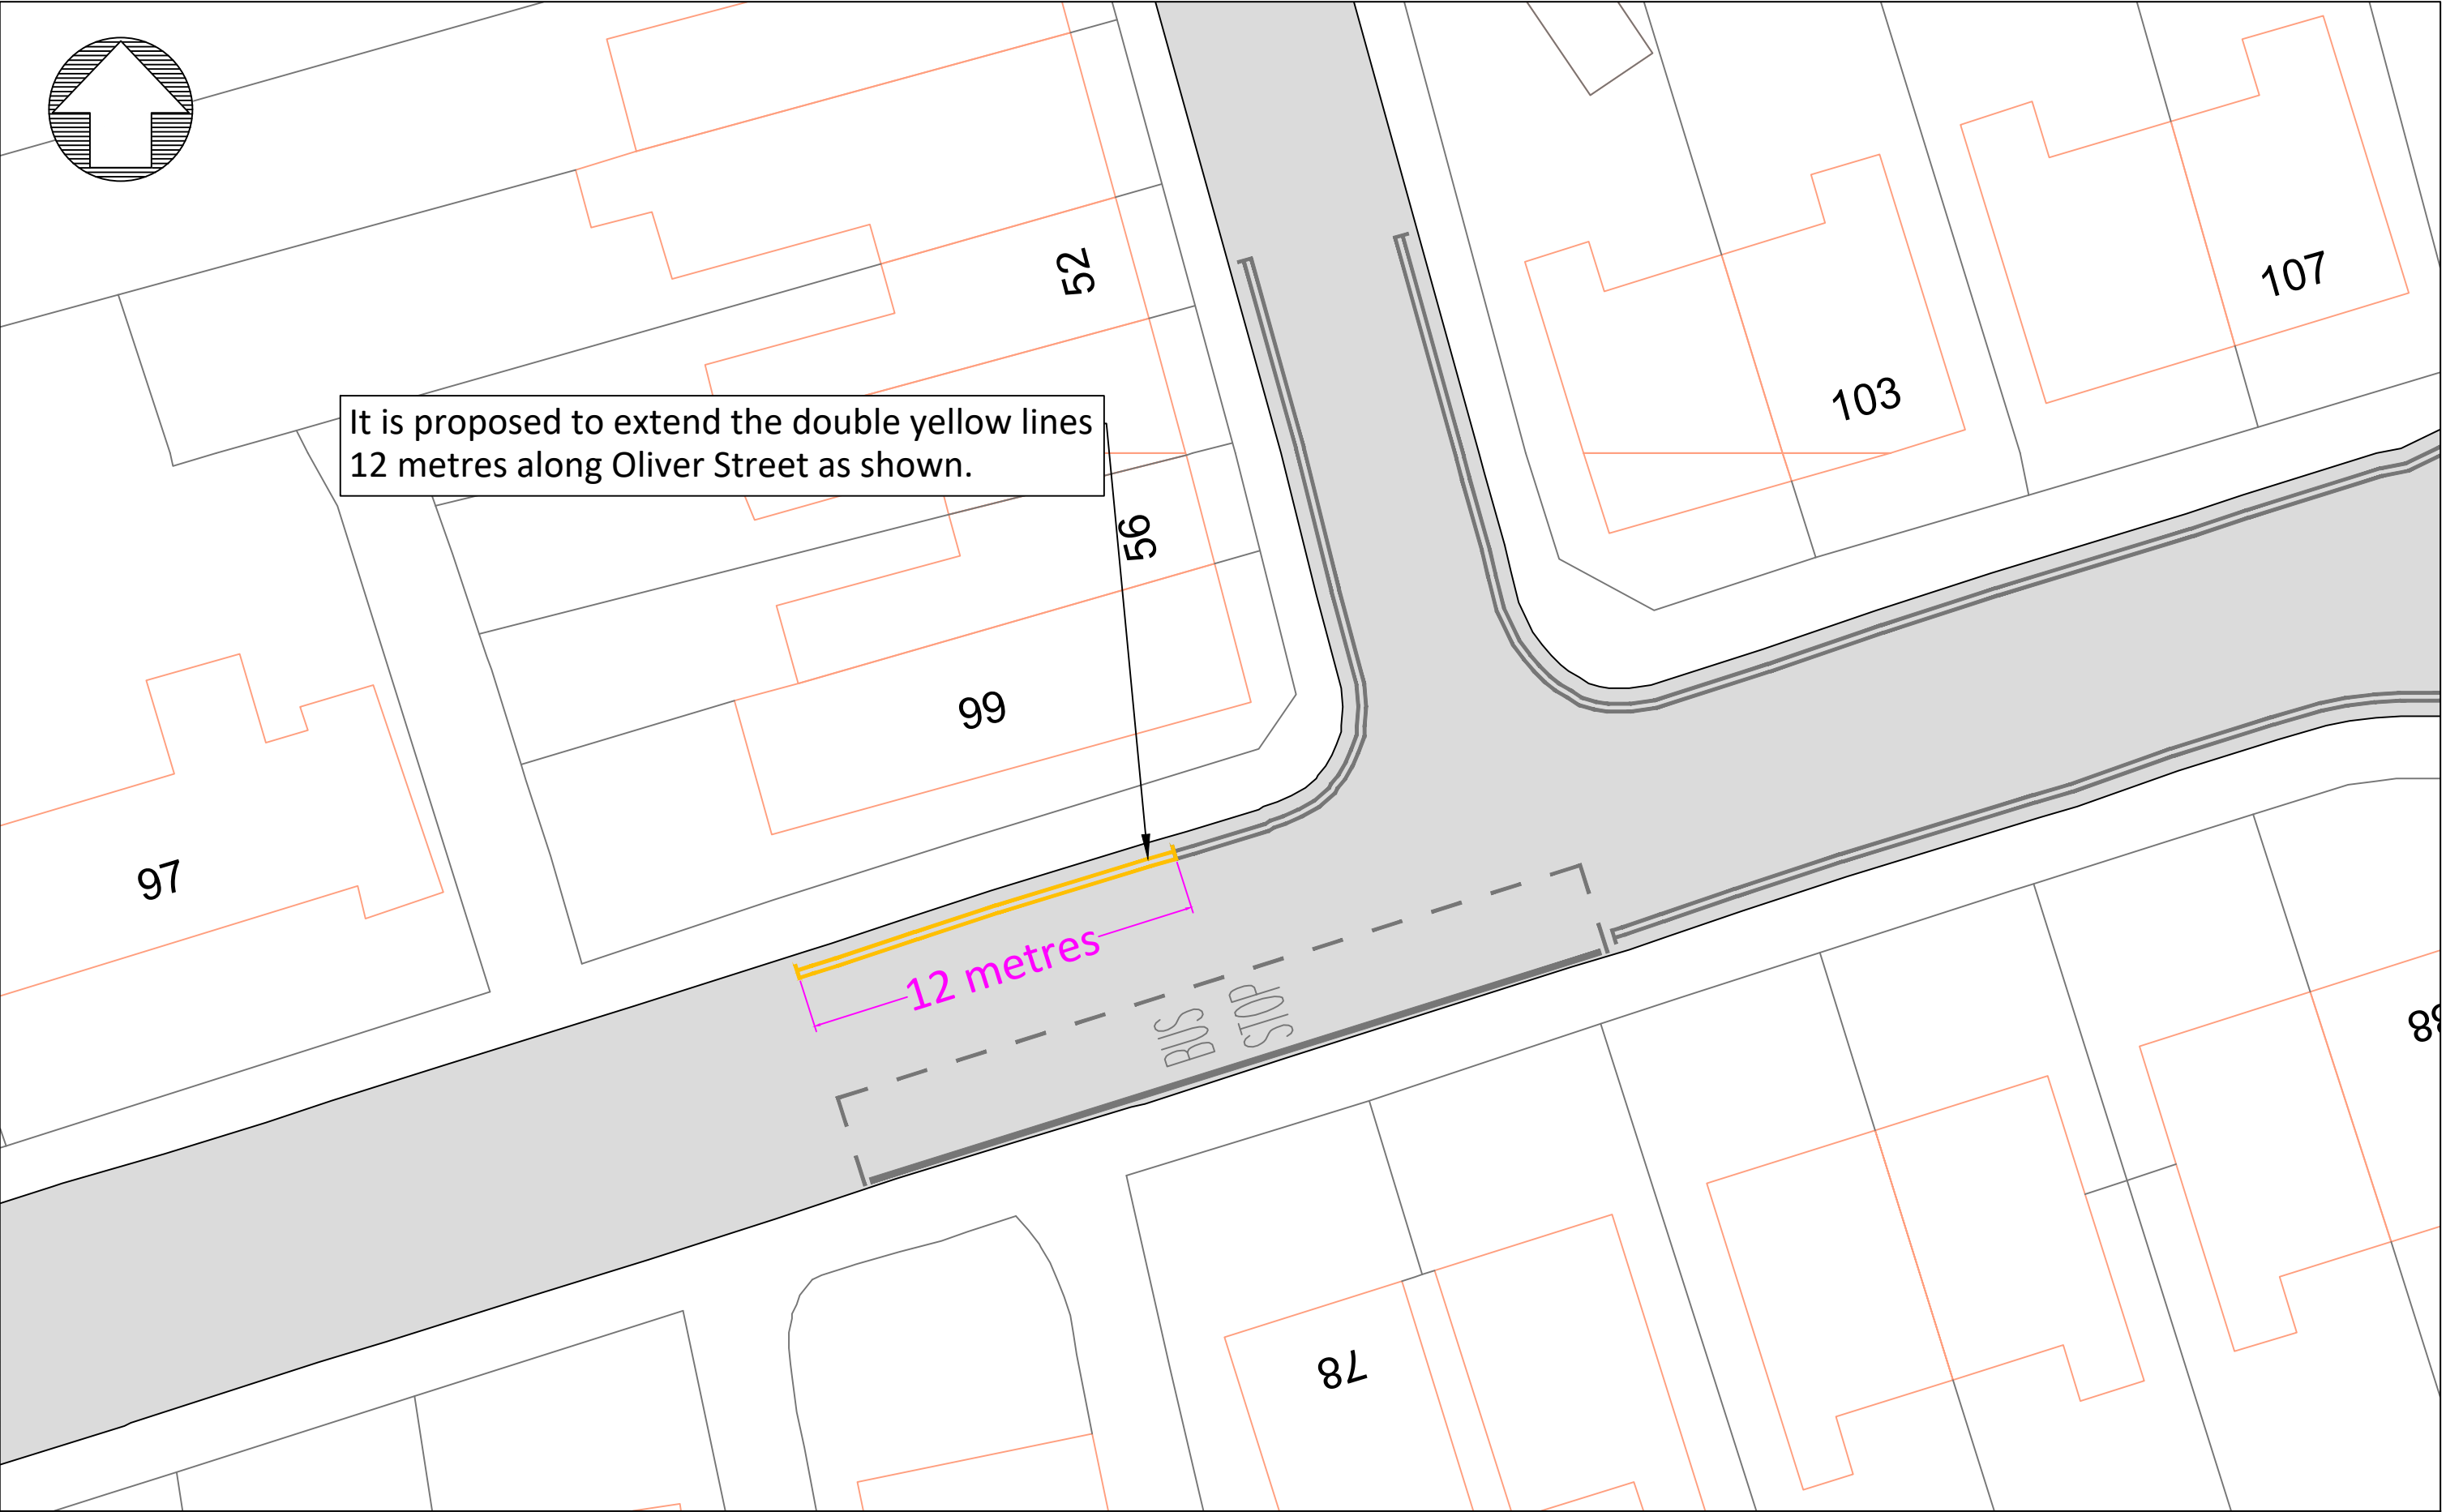 52
107
103
It is proposed to extend the double yellow lines
12 metres along Oliver Street as shown.
56
99
97
12 metres
BUS
STOP
78